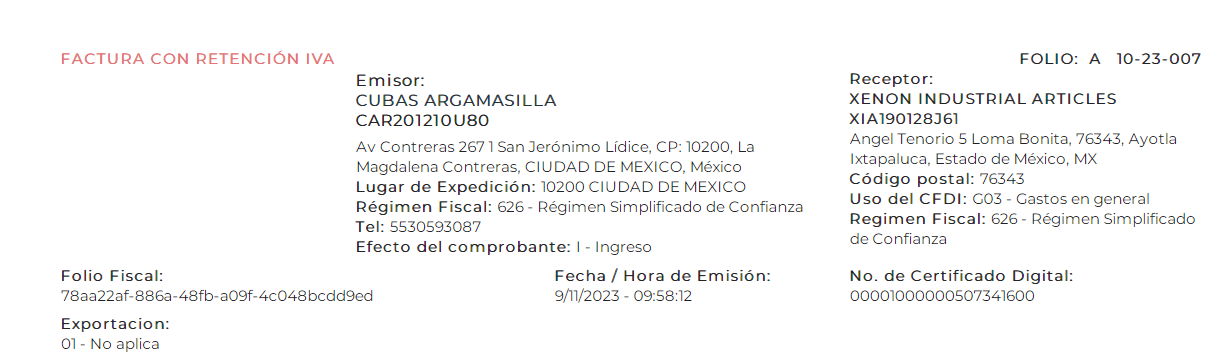 FACTURA CON RETENCIÓN IVA
FOLIO: A 10-23-007
Emisor:
CUBAS ARGAMASILLA
CAR201210U80
Av Contreras 267 1 San Jerónimo Lídice, CP: 10200, La
Magdalena Contreras, CIUDAD DE MEXICO, México
Lugar de Expedición: 10200 CIUDAD DE MEXICO
Régimen Fiscal: 626 - Régimen Simplificado de Confianza
Tel: 5530593087
Efecto del comprobante: I - Ingreso
Receptor:
XENON INDUSTRIAL ARTICLES
XIA190128J61
Angel Tenorio 5 Loma Bonita, 76343, Ayotla
Ixtapaluca, Estado de México, MX
Código postal: 76343
Uso del CFDI: G03 - Gastos en general
Regimen Fiscal: 626 - Régimen Simplificado
de Confianza
Folio Fiscal:
78aa22af-886a-48fb-a09f-4c048bcdd9ed
Fecha / Hora de Emisión:
9/11/2023 - 09:58:12
No. de Certificado Digital:
00001000000507341600
Exportacion:
01 - No aplica